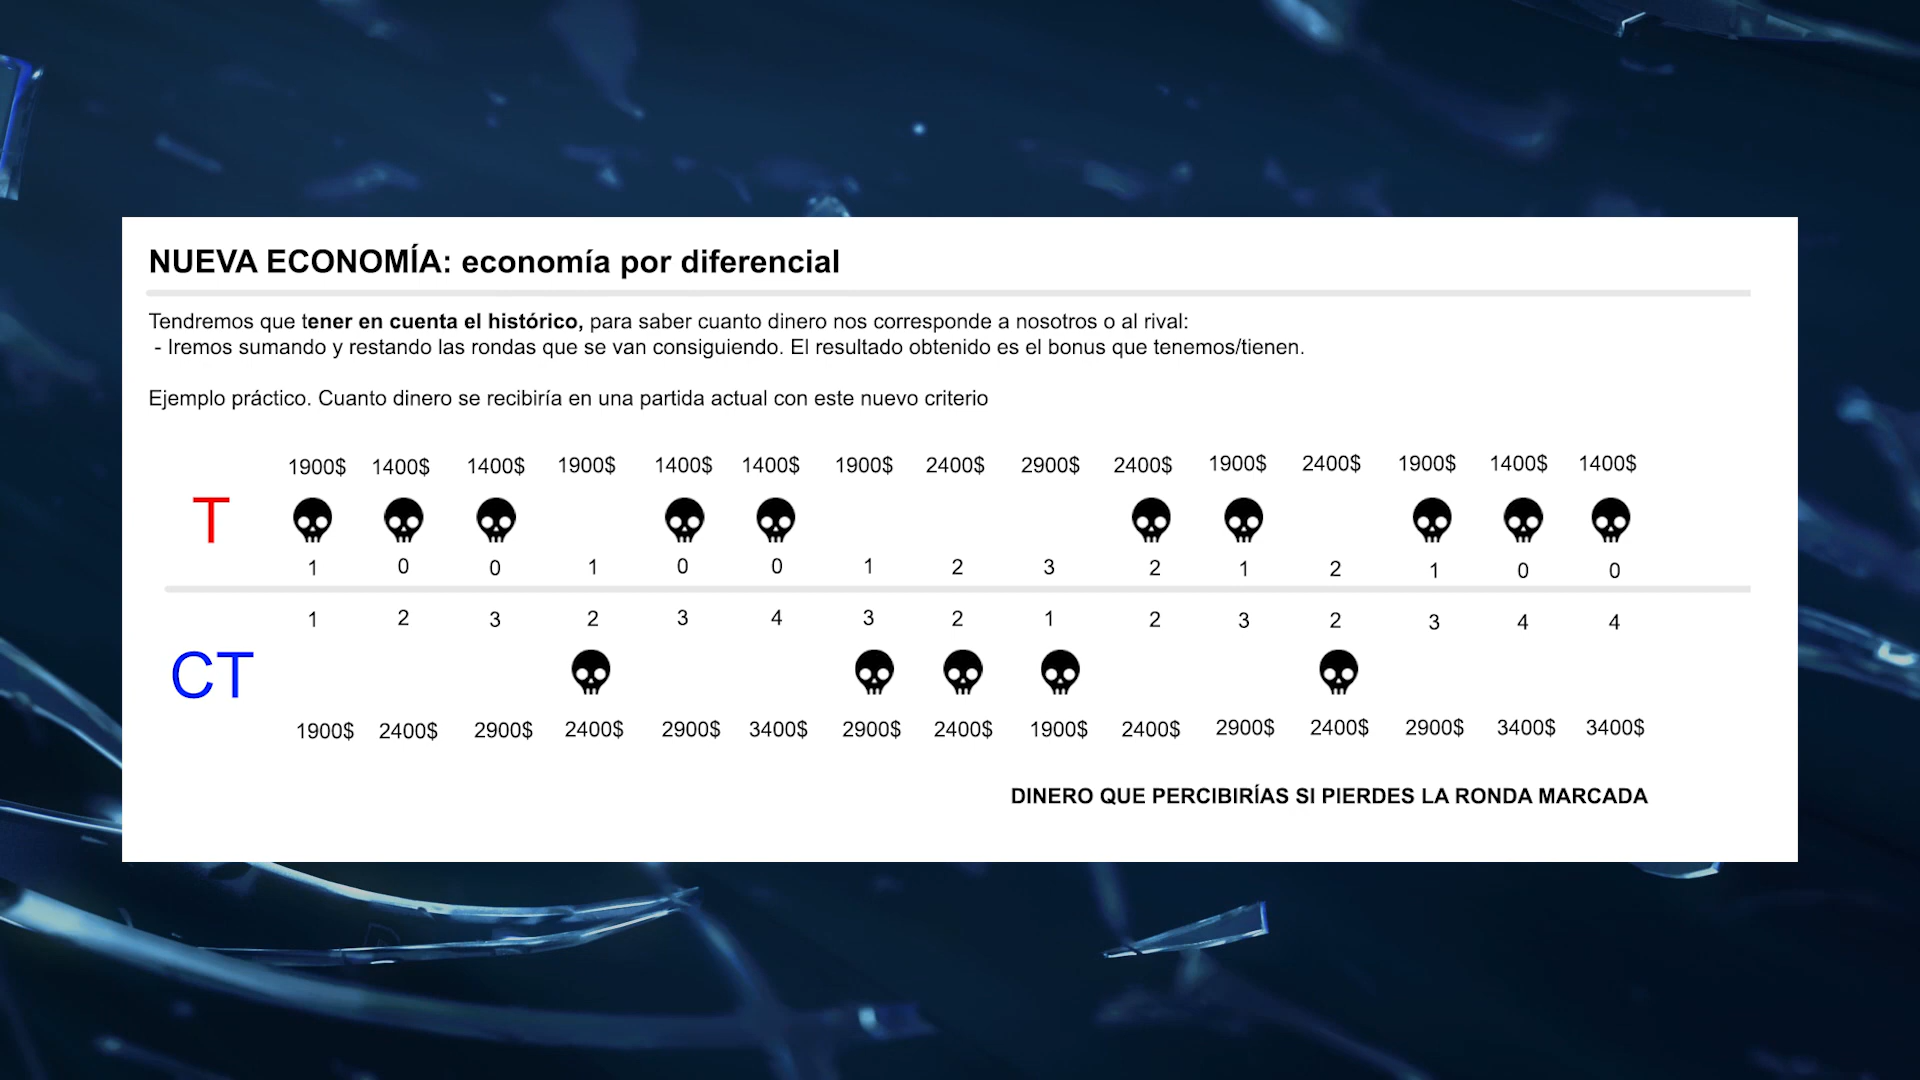 NUEVA ECONOMÍA: economía por diferencial
Tendremos que tener en cuenta el histórico, para saber cuanto dinero nos corresponde a nosotros o al rival:
- Iremos sumando y restando las rondas que se van consiguiendo. El resultado obtenido es el bonus que tenemos/tienen.
Ejemplo práctico. Cuanto dinero se recibiría en una partida actual con este nuevo criterio
1900$ 1400$ 1400$ 1900$ 1400$ 1400$ 1900$ 2400$ 2900$ 2400$ 1900$ 2400$ 1900$ 1400$ 1400$
T
1 0 0 1 0 0 1 2 3 2 1 2 1 0 0
1 2 3 2 3 4 3 2 1 2 3 2 3 4 4
CT
1900$ 2400$ 2900$ 2400$ 2900$ 3400$ 2900$ 2400$ 1900$ 2400$ 2900$ 2400$ 2900$ 3400$ 3400$
DINERO QUE PERCIBIRÍAS SI PIERDES LA RONDA MARCADA